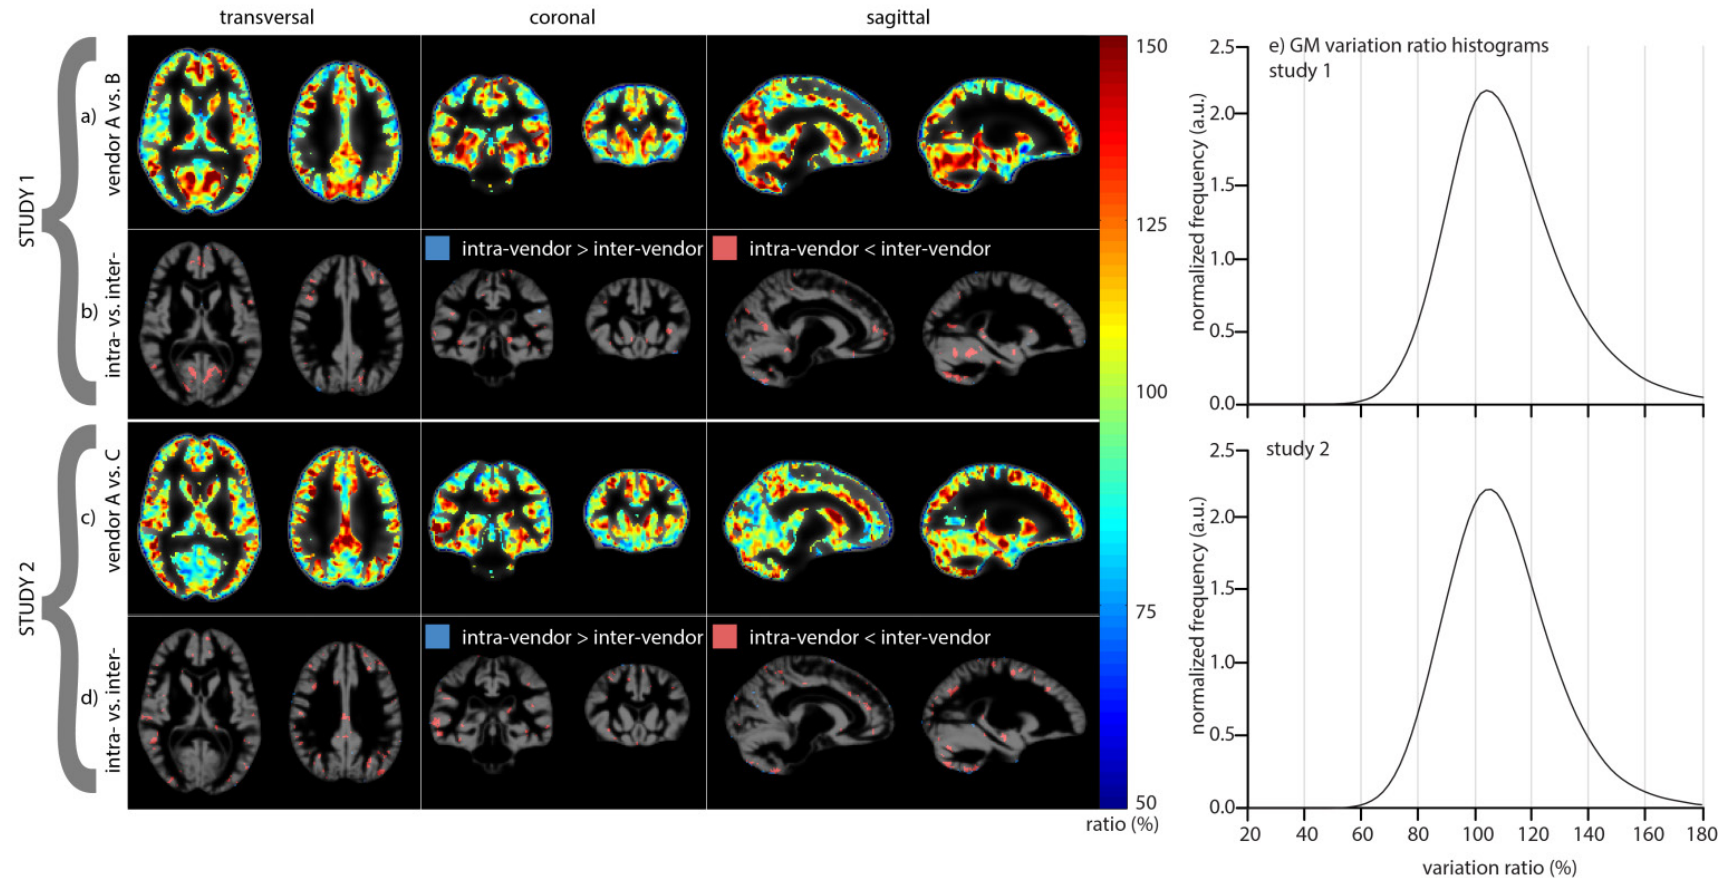 transversal
coronal
sagittal
STUDY 1
a)
vendor A vs. B
b)
intra- vs. inter-
intra-vendor > inter-vendor
intra-vendor < inter-vendor
STUDY 2
c)
vendor A vs. C
d)
intra- vs. inter-
intra-vendor > inter-vendor
intra-vendor < inter-vendor
150
125
100
75
50
ratio (%)
e) GM variation ratio histograms
study 1
normalized frequency (a.u.)
2.5
2.0
1.5
1.0
0.5
0.0
study 2
normalized frequency (a.u.)
2.5
2.0
1.5
1.0
0.5
0.0
20 40 60 80 100 120 140 160 180
variation ratio (%)